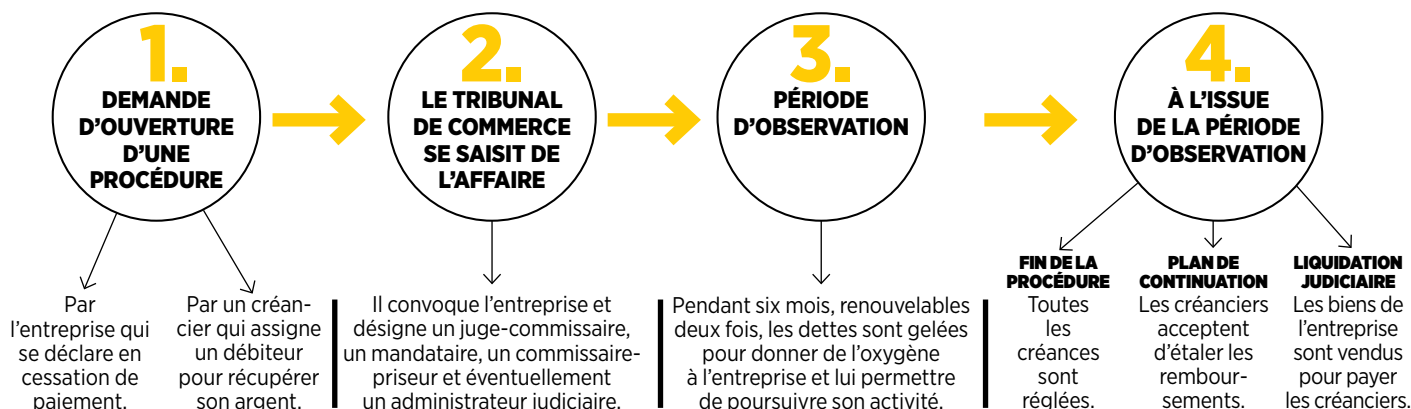 1.
DEMANDE
D’OUVERTURE
D’UNE
PROCÉDURE
Par
l’entreprise qui
se déclare en
cessation de
paiement.
Par un créan-
cier qui assigne
un débiteur
pour récupérer
son argent.
2.
LE TRIBUNAL
DE COMMERCE
SE SAISIT DE
L’AFFAIRE
Il convoque l’entreprise et
désigne un juge-commissaire,
un mandataire, un commissaire-
priseur et éventuellement
un administrateur judiciaire.
3.
PÉRIODE
D’OBSERVATION
Pendant six mois, renouvelables
deux fois, les dettes sont gelées
pour donner de l’oxygène
à l’entreprise et lui permettre
de poursuivre son activité.
4.
À L’ISSUE
DE LA PÉRIODE
D’OBSERVATION
FIN DE LA
PROCÉDURE
Toutes
les
créances
sont
réglées.
PLAN DE
CONTINUATION
Les créanciers
acceptent
d’étaler les
rembour-
sements.
LIQUIDATION
JUDICIAIRE
Les biens de
l’entreprise
sont vendus
pour payer
les créanciers.